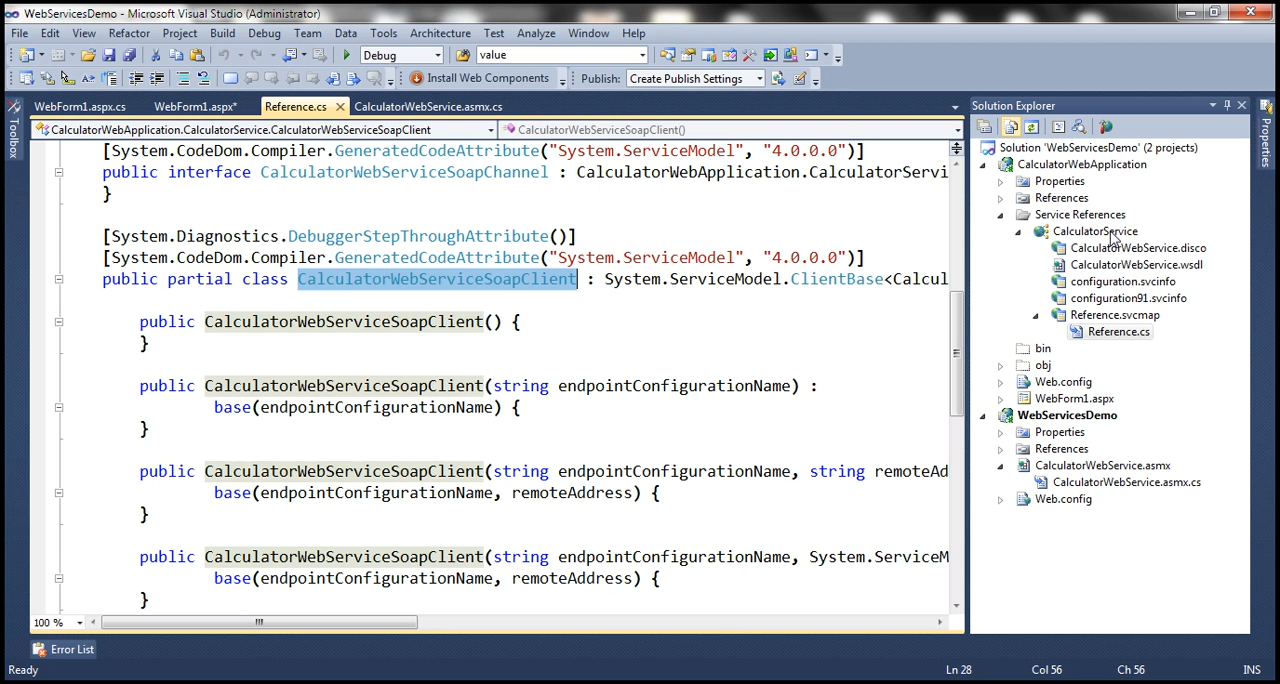 WebServicesDemo - Microsoft Visual Studio (Administrator)
File Edit View Refactor Project Build Debug Team Data Tools Architecture Test Analyze Window Help
Debug value
Install Web Components Publish: Create Publish Settings
WebForm1.aspx.cs WebForm1.aspx* Reference.cs CalculatorWebService.asmx.cs
CalculatorWebApplication.CalculatorService.CalculatorWebServiceSoapClient CalculatorWebServiceSoapClient()
[System.CodeDom.Compiler.GeneratedCodeAttribute("System.ServiceModel", "4.0.0.0")]
public interface CalculatorWebServiceSoapChannel : CalculatorWebApplication.CalculatorServi
}
[System.Diagnostics.DebuggerStepThroughAttribute()]
[System.CodeDom.Compiler.GeneratedCodeAttribute("System.ServiceModel", "4.0.0.0")]
public partial class CalculatorWebServiceSoapClient : System.ServiceModel.ClientBase<Calcul
public CalculatorWebServiceSoapClient() {
}
public CalculatorWebServiceSoapClient(string endpointConfigurationName) :
base(endpointConfigurationName) {
}
public CalculatorWebServiceSoapClient(string endpointConfigurationName, string remoteAd
base(endpointConfigurationName, remoteAddress) {
}
public CalculatorWebServiceSoapClient(string endpointConfigurationName, System.ServiceM
base(endpointConfigurationName, remoteAddress) {
}
100 %
Toolbox
Solution Explorer
Solution 'WebServicesDemo' (2 projects)
CalculatorWebApplication
Properties
References
Service References
CalculatorService
CalculatorWebService.disco
CalculatorWebService.wsdl
configuration.svcinfo
configuration91.svcinfo
Reference.svcmap
Reference.cs
bin
obj
Web.config
WebForm1.aspx
WebServicesDemo
Properties
References
CalculatorWebService.asmx
CalculatorWebService.asmx.cs
Web.config
Properties
Error List
Ready Ln 28 Col 56 Ch 56 INS